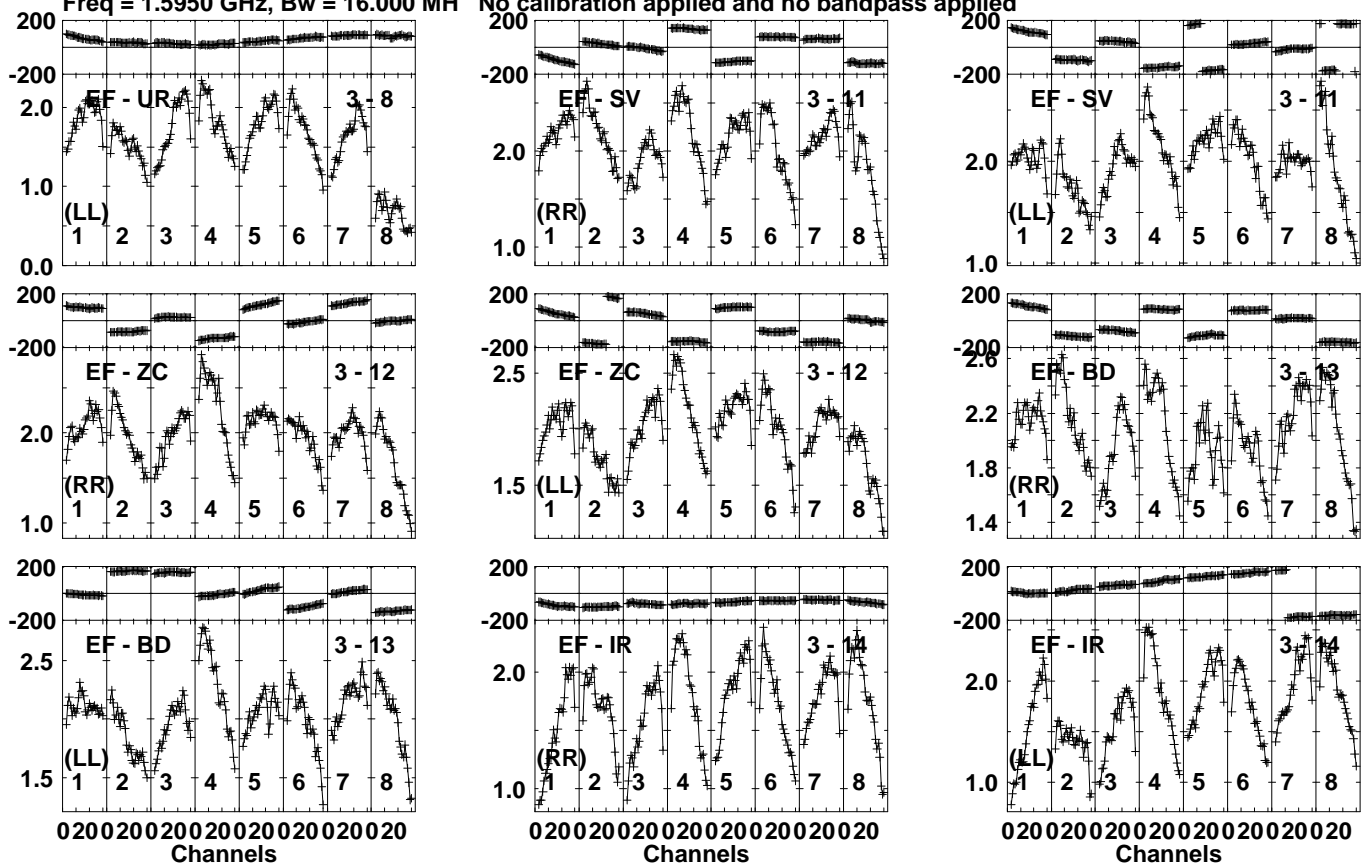 Freq = 1.5950 GHz, Bw = 16.000 MH No calibration applied and no bandpass applied
200
-200
EF - UR 3 - 8
2.0
1.0
0.0
(LL)
1 2 3 4 5 6 7 8
EF - SV 3 - 11
2.0
1.0
(RR)
1 2 3 4 5 6 7 8
200
-200
EF - SV 3 - 11
2.0
1.0
(LL)
1 2 3 4 5 6 7 8
200
-200
200
-200
EF - ZC 3 - 12
2.0
1.0
(RR)
1 2 3 4 5 6 7 8
200
-200
EF - ZC 3 - 12
2.5
1.5
(LL)
1 2 3 4 5 6 7 8
200
-200
EF - BD 3 - 13
2.6
2.2
1.8
1.4
(RR)
1 2 3 4 5 6 7 8
200
-200
EF - BD 3 - 13
2.5
1.5
(LL)
1 2 3 4 5 6 7 8
020020020020020020020020
Channels
200
-200
EF - IR 3 - 14
2.0
1.0
(RR)
1 2 3 4 5 6 7 8
020020020020020020020020
Channels
200
-200
EF - IR 3 - 14
2.0
1.0
(LL)
1 2 3 4 5 6 7 8
020020020020020020020020
Channels